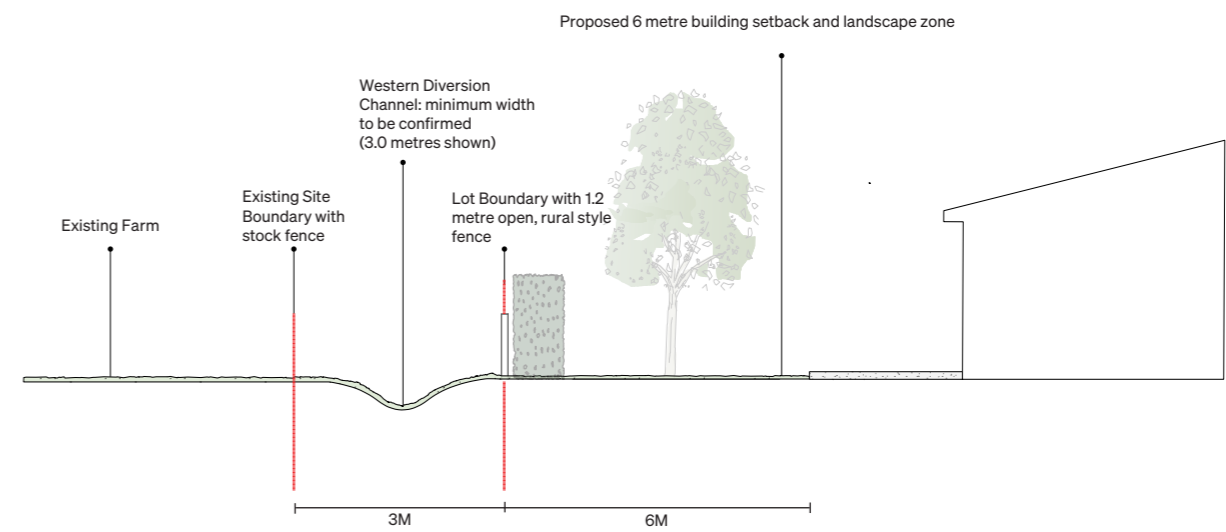 Proposed 6 metre building setback and landscape zone
Western Diversion
Channel: minimum width
to be confirmed
(3.0 metres shown)
Existing Site
Boundary with
stock fence
Lot Boundary with 1.2
metre open, rural style
fence
Existing Farm
3M
6M